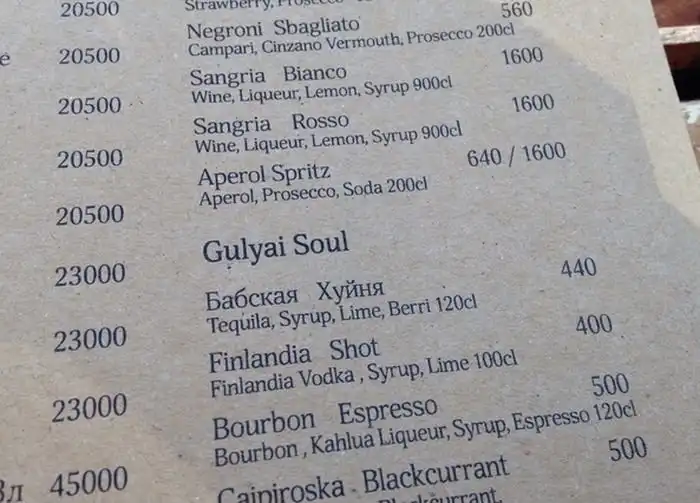 20500
Strawberry, Prosecco
560
Negroni Sbagliato
Campari, Cinzano Vermouth, Prosecco 200cl
е 20500
1600
Sangria Bianco
Wine, Liqueur, Lemon, Syrup 900cl
20500
1600
Sangria Rosso
Wine, Liqueur, Lemon, Syrup 900cl
20500
640 / 1600
Aperol Spritz
Aperol, Prosecco, Soda 200cl
20500
Gulyai Soul
23000
440
Бабская Хуйня
Tequila, Syrup, Lime, Berri 120cl
23000
400
Finlandia Shot
Finlandia Vodka , Syrup, Lime 100cl
23000
500
Bourbon Espresso
Bourbon , Kahlua Liqueur, Syrup, Espresso 120cl
л 45000
500
Caipiroska Blackcurrant